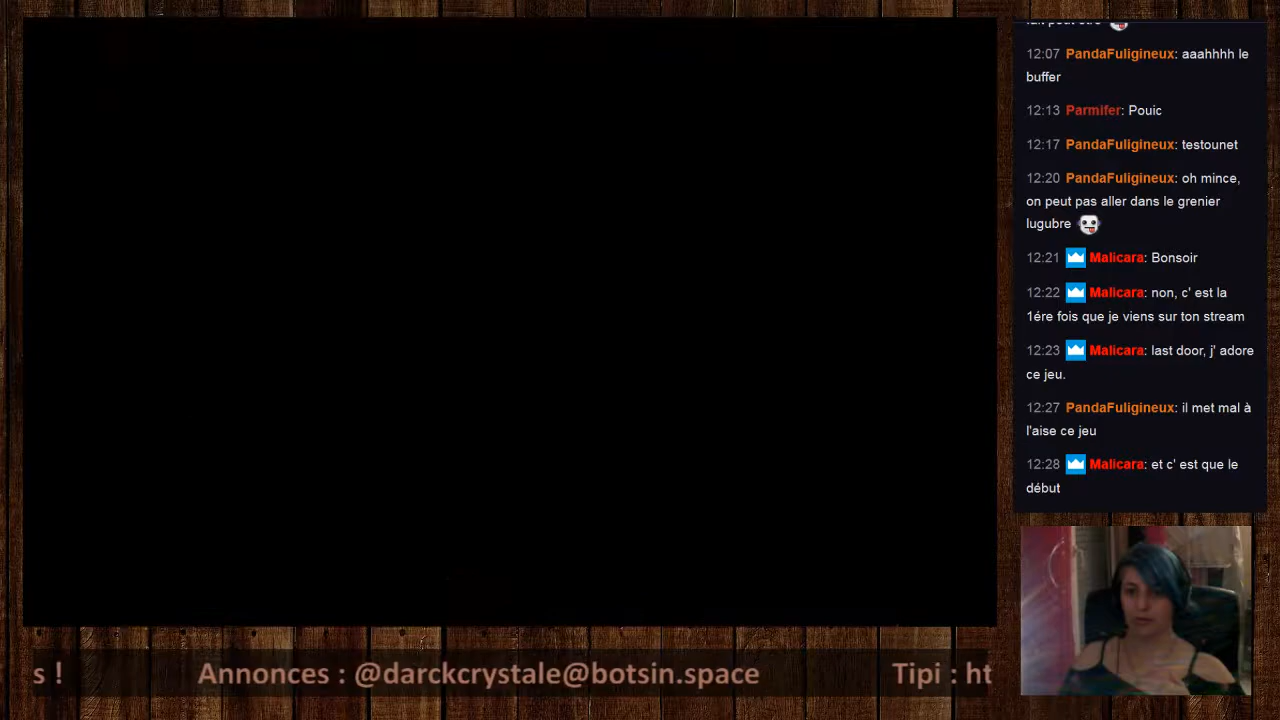 12:07 PandaFuligineux: aaahhhh le
buffer
12:13 Parmifer: Pouic
12:17 PandaFuligineux: testounet
12:20 PandaFuligineux: oh mince,
on peut pas aller dans le grenier
lugubre
12:21 Malicara: Bonsoir
12:22 Malicara: non, c' est la
1ére fois que je viens sur ton stream
12:23 Malicara: last door, j' adore
ce jeu.
12:27 PandaFuligineux: il met mal à
l'aise ce jeu
12:28 Malicara: et c' est que le
début
s ! Annonces : @darckcrystale@botsin.space Tipi : ht